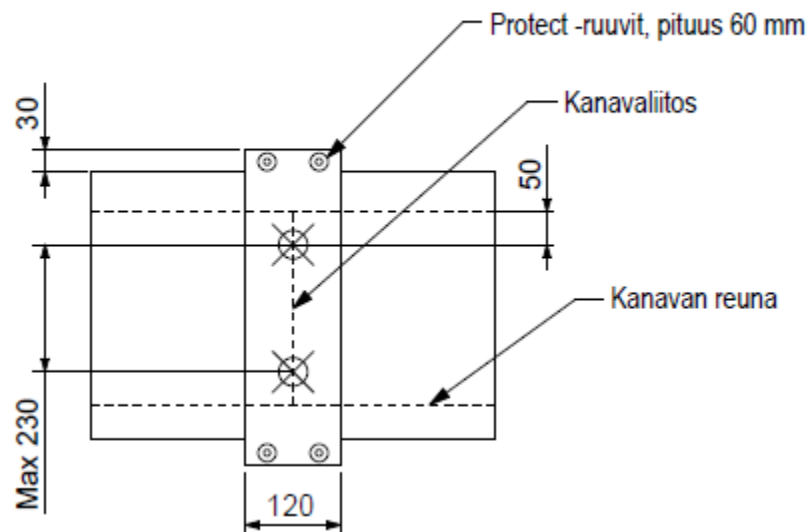 Protect -ruuvit, pituus 60 mm
Kanavaliitos
30
50
Kanavan reuna
Max 230
120